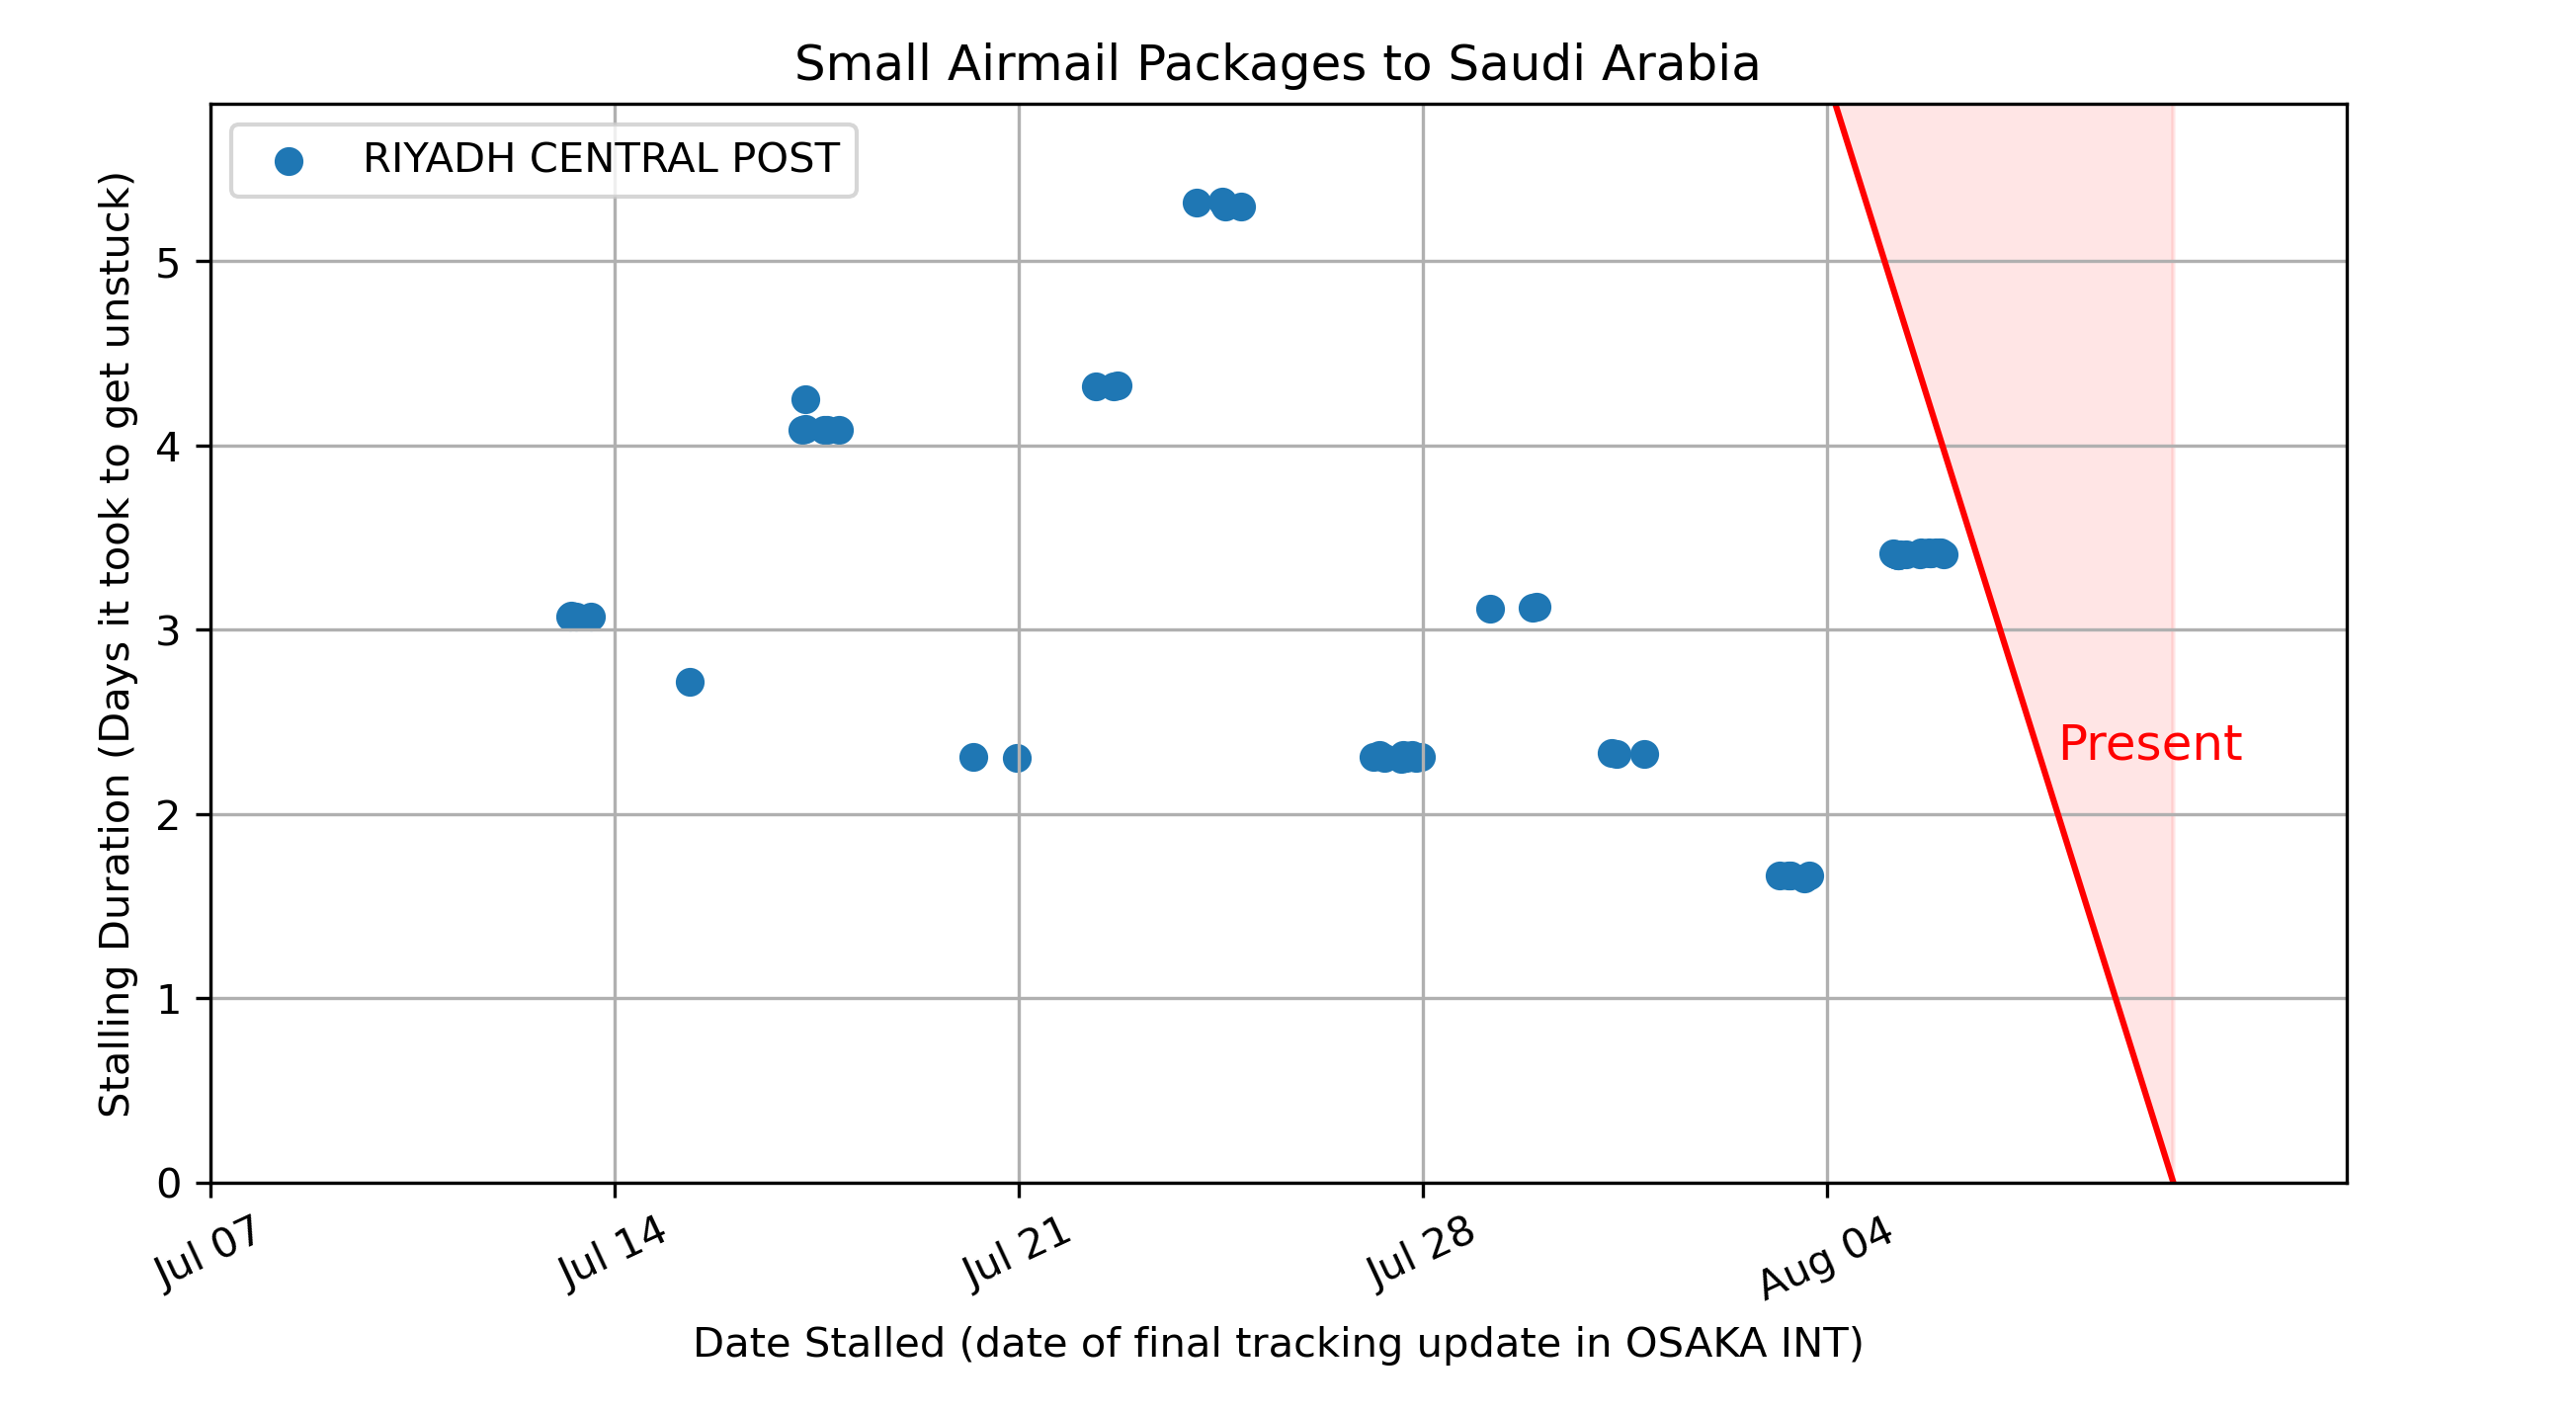 Small Airmail Packages to Saudi Arabia
RIYADH CENTRAL POST
Stalling Duration (Days it took to get unstuck)
5
4
3
2
1
0
Present
Jul 07
Jul 14
Jul 21
Jul 28
Aug 04
Date Stalled (date of final tracking update in OSAKA INT)